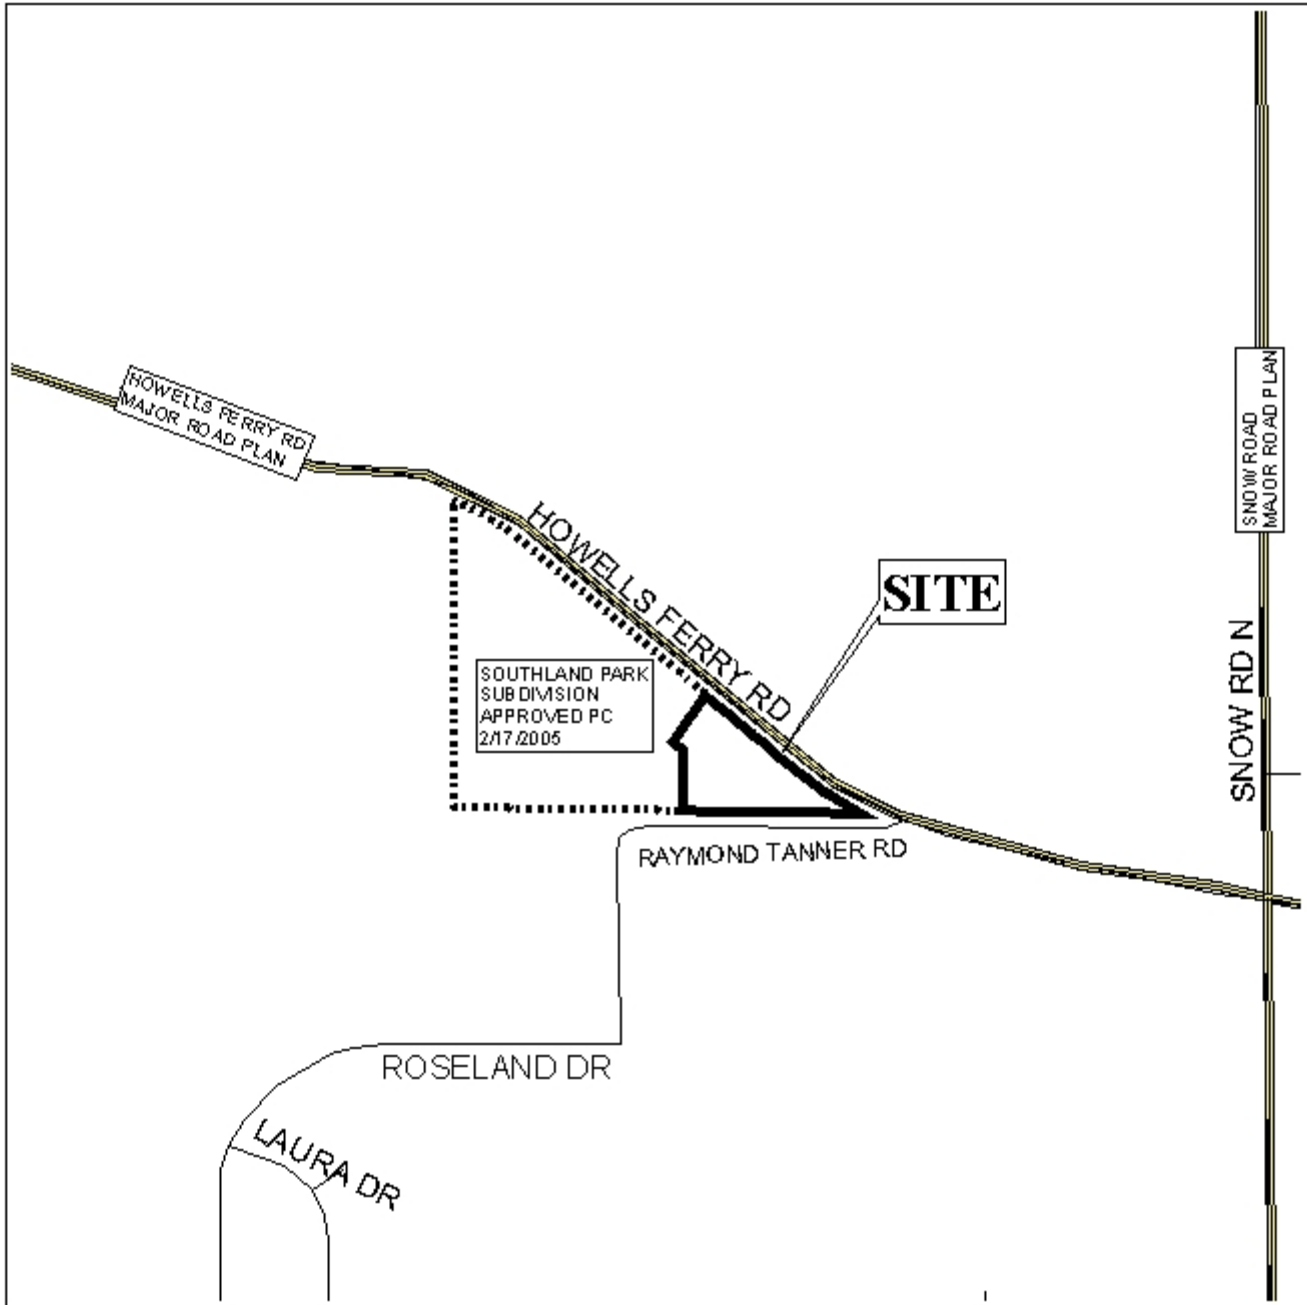 HOWELLS FERRY RD
MAJOR ROAD PLAN
SNOW ROAD
MAJOR ROAD PLAN
HOWELLS FERRY RD
SITE
SOUTHLAND PARK
SUBDIVISION
APPROVED PC
2/17/2005
SNOW RD N
RAYMOND TANNER RD
ROSELAND DR
LAURA DR